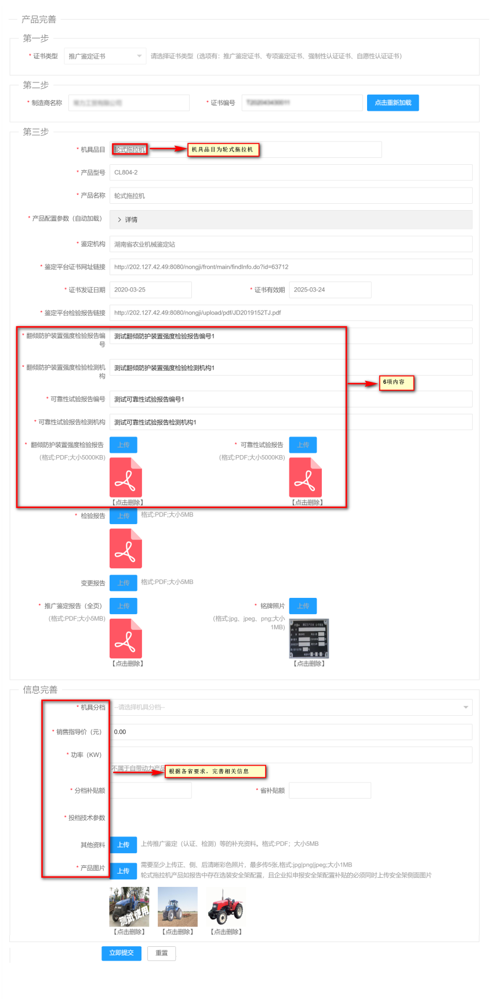 产品完善
第一步
* 证书类型 推广鉴定证书 请选择证书类型（选项有：推广鉴定证书、专项鉴定证书、强制性认证证书、自愿性认证证书）
第二步
* 制造商名称 * 证书编号 点击重新加载
第三步
* 机具品目 轮式拖拉机 机具品目为轮式拖拉机
* 产品型号 CL804-2
* 产品名称 轮式拖拉机
* 产品配置参数（自动加载） > 详情
* 鉴定机构 湖南省农业机械鉴定站
* 鉴定平台证书网址链接 http://202.127.42.49:8080/nongji/front/main/findInfo.do?id=63712
* 证书发证日期 2020-03-25 * 证书有效期 2025-03-24
* 鉴定平台检验报告链接 http://202.127.42.49:8080/nongji/upload/pdf/JD2019152TJ.pdf
* 翻倾防护装置强度检验报告编号 测试翻倾防护装置强度检验报告编号1
* 翻倾防护装置强度检验检测机构 测试翻倾防护装置强度检验检测机构1
6项内容
* 可靠性试验报告编号 测试可靠性试验报告编号1
* 可靠性试验报告检测机构 测试可靠性试验报告检测机构1
* 翻倾防护装置强度检验报告 上传 * 可靠性试验报告 上传
(格式:PDF;大小5000KB) (格式:PDF;大小5000KB)
【点击删除】 【点击删除】
* 检验报告 上传 格式:PDF;大小5MB
变更报告 上传 格式:PDF;大小5MB
* 推广鉴定报告（全页） 上传 * 铭牌照片 上传
(格式:PDF;大小5MB) (格式:jpg、jpeg、png;大小1MB)
【点击删除】 【点击删除】
信息完善
* 机具分档 --请选择机具分档--
* 销售指导价（元） 0.00
* 功率（KW）
不属于自带动力产品 根据各省要求，完善相关信息
* 分档补贴额 * 省补贴额
* 投档技术参数
其他资料 上传 上传推广鉴定（认证、检测）等的补充资料。格式:PDF；大小5MB
* 产品图片 上传 需要至少上传正、侧、后清晰彩色照片，最多传5张,格式:jpg|png|jpeg;大小1MB
轮式拖拉机产品如报告中存在选装安全架配置，且企业拟申报安全架配置补贴的必须同时上传安全架侧面图片
测试使用
【点击删除】 【点击删除】 【点击删除】
立即提交 重置